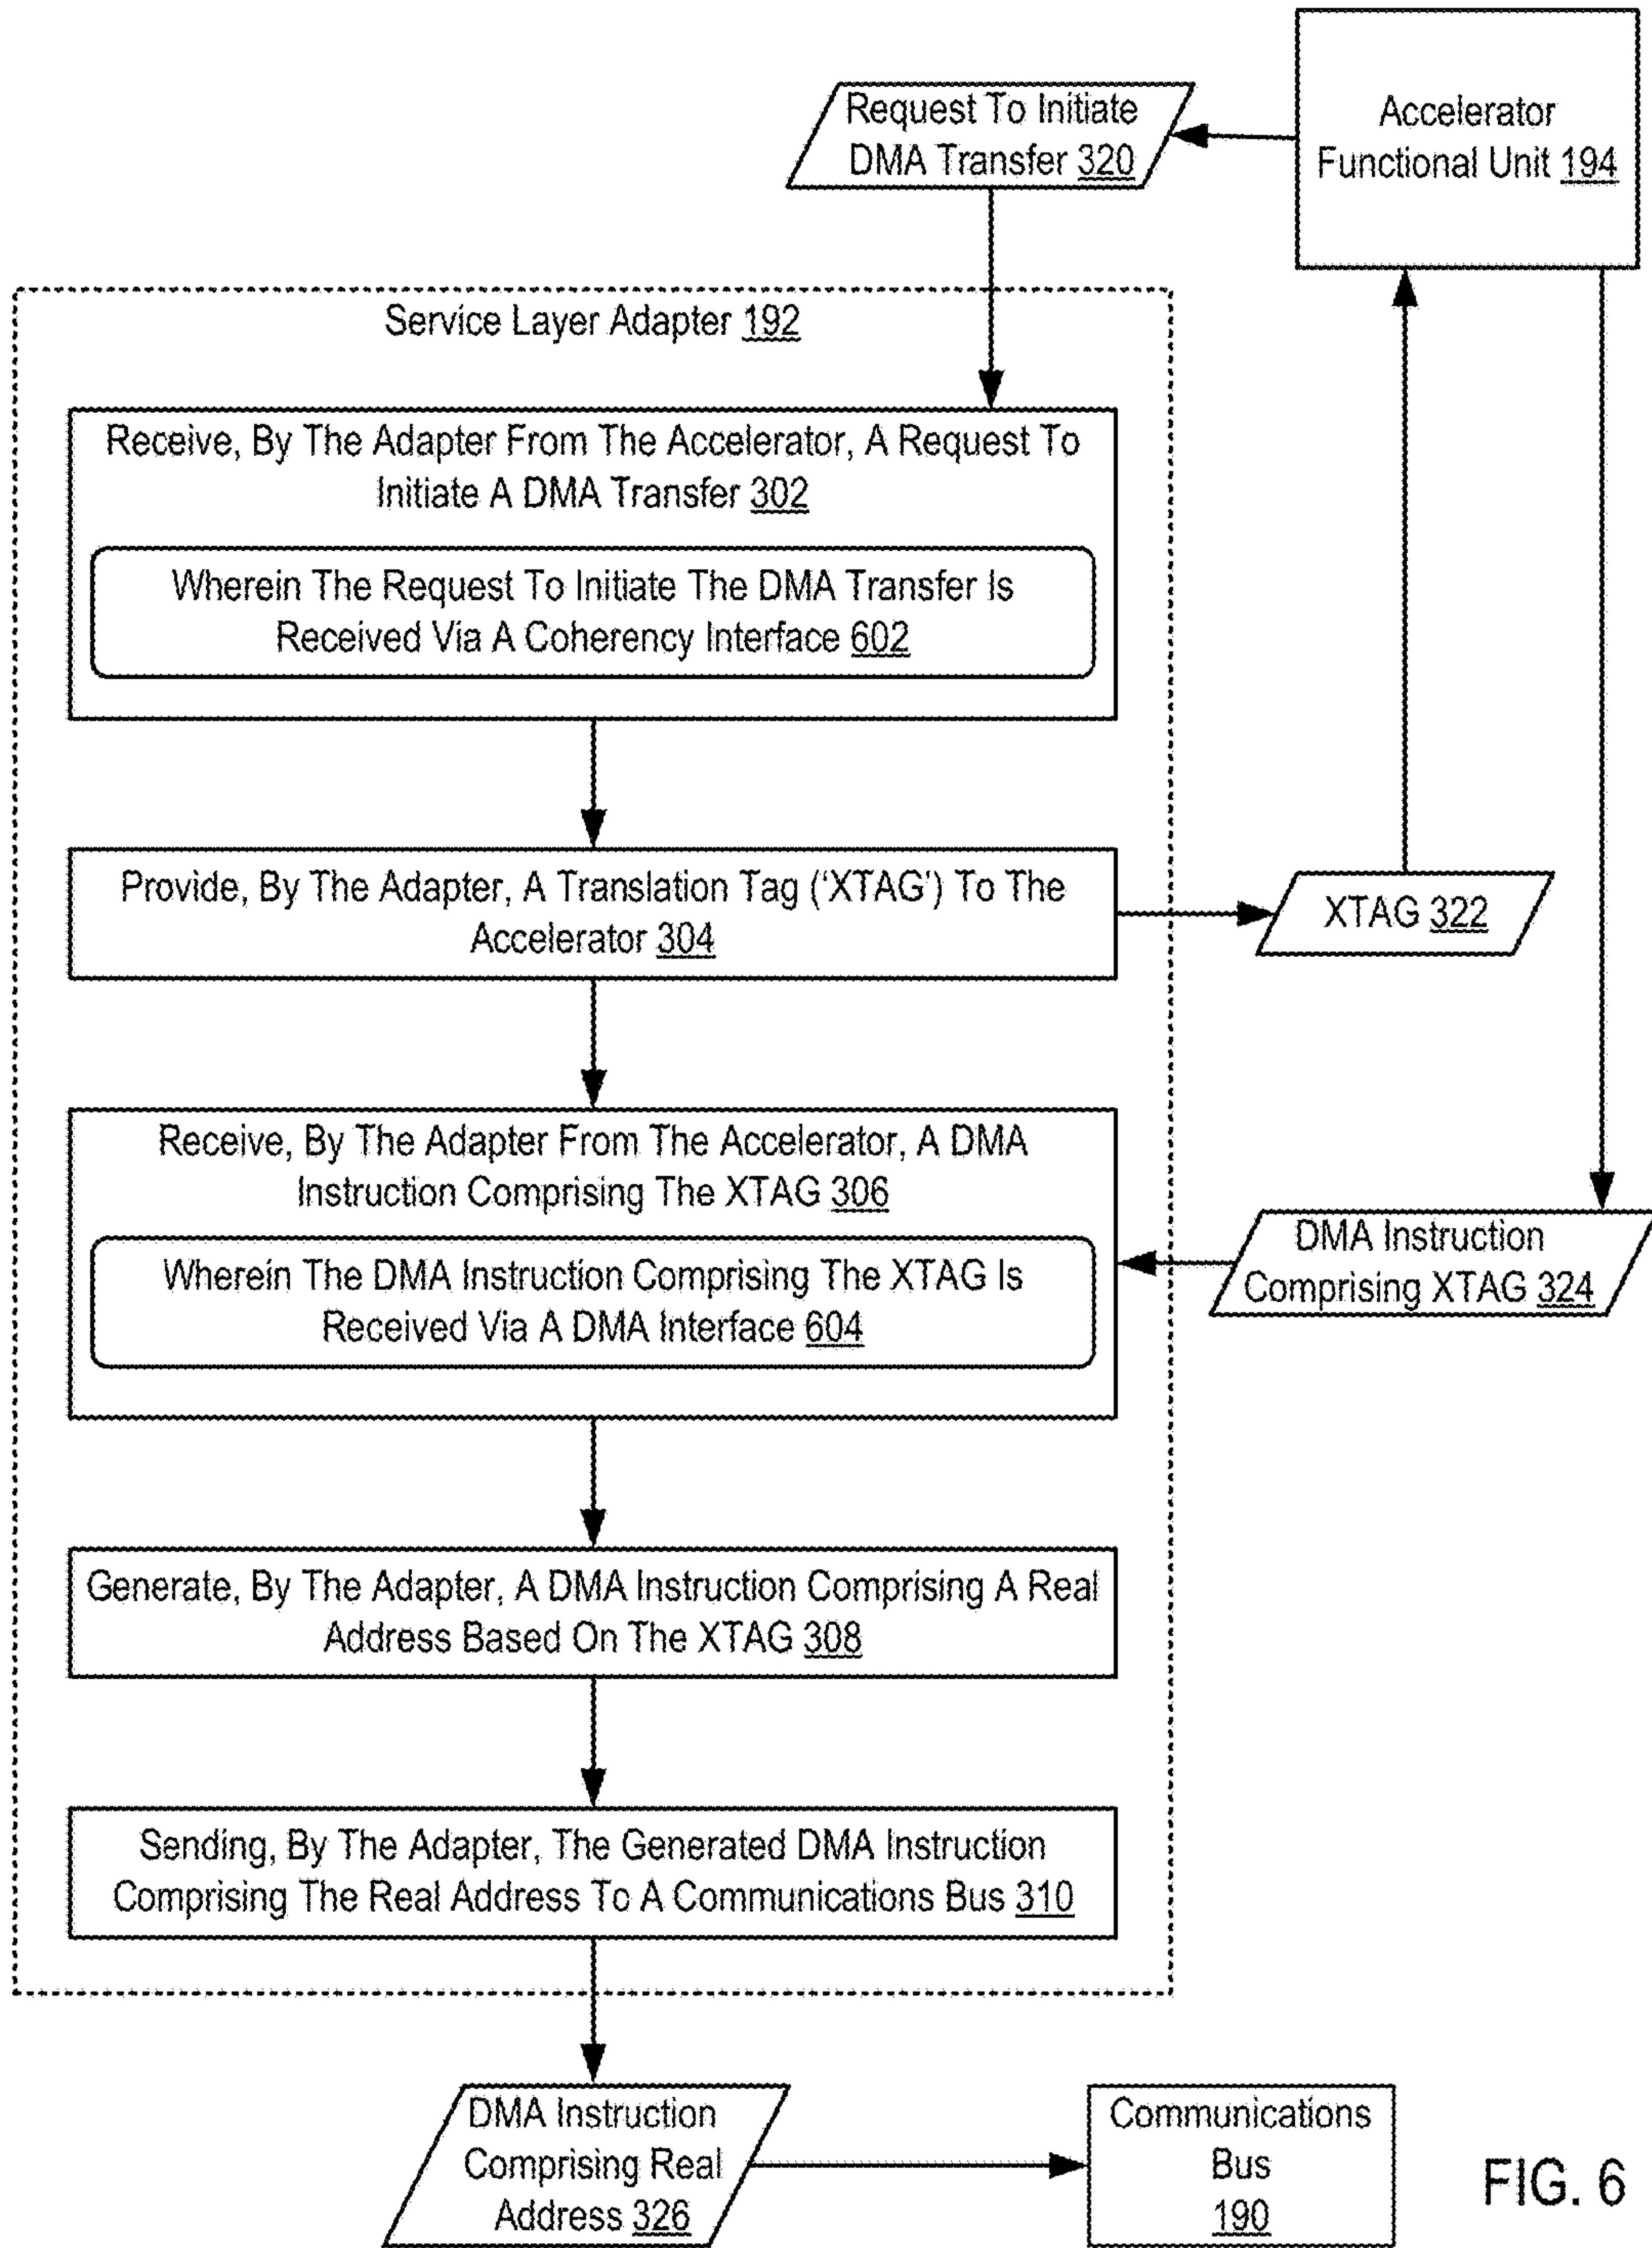 Accelerator
Functional Unit 194
Request To Initiate
DMA Transfer 320
Service Layer Adapter 192
Receive, By The Adapter From The Accelerator, A Request To
Initiate A DMA Transfer 302
Wherein The Request To Initiate The DMA Transfer Is
Received Via A Coherency Interface 602
Provide, By The Adapter, A Translation Tag ('XTAG') To The
Accelerator 304
XTAG 322
Receive, By The Adapter From The Accelerator, A DMA
Instruction Comprising The XTAG 306
Wherein The DMA Instruction Comprising The XTAG Is
Received Via A DMA Interface 604
DMA Instruction
Comprising XTAG 324
Generate, By The Adapter, A DMA Instruction Comprising A Real
Address Based On The XTAG 308
Sending, By The Adapter, The Generated DMA Instruction
Comprising The Real Address To A Communications Bus 310
DMA Instruction
Comprising Real
Address 326
Communications
Bus
190
FIG. 6